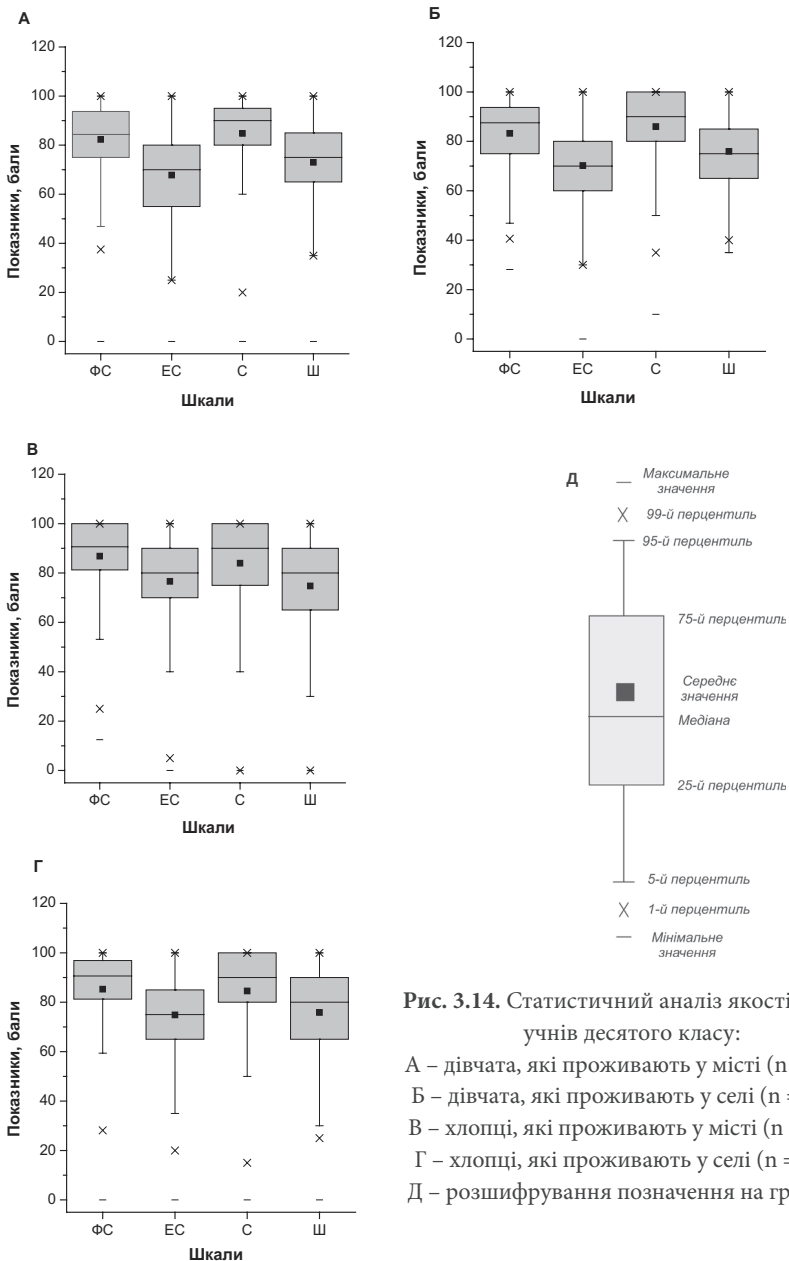 А
Показники, бали
120
100
80
60
40
20
0
ФС ЕС С Ш
Шкали
Б
Показники, бали
120
100
80
60
40
20
0
ФС ЕС С Ш
Шкали
В
Показники, бали
120
100
80
60
40
20
0
ФС ЕС С Ш
Шкали
Г
Показники, бали
120
100
80
60
40
20
0
ФС ЕС С Ш
Шкали
Д
Максимальне
значення
99-й перцентиль
95-й перцентиль
75-й перцентиль
Середнє
значення
Медіана
25-й перцентиль
5-й перцентиль
1-й перцентиль
Мінімальне
значення
Рис. 3.14. Статистичний аналіз якості
учнів десятого класу:
А – дівчата, які проживають у місті (n
Б – дівчата, які проживають у селі (n =
В – хлопці, які проживають у місті (n
Г – хлопці, які проживають у селі (n =
Д – розшифрування позначення на гр